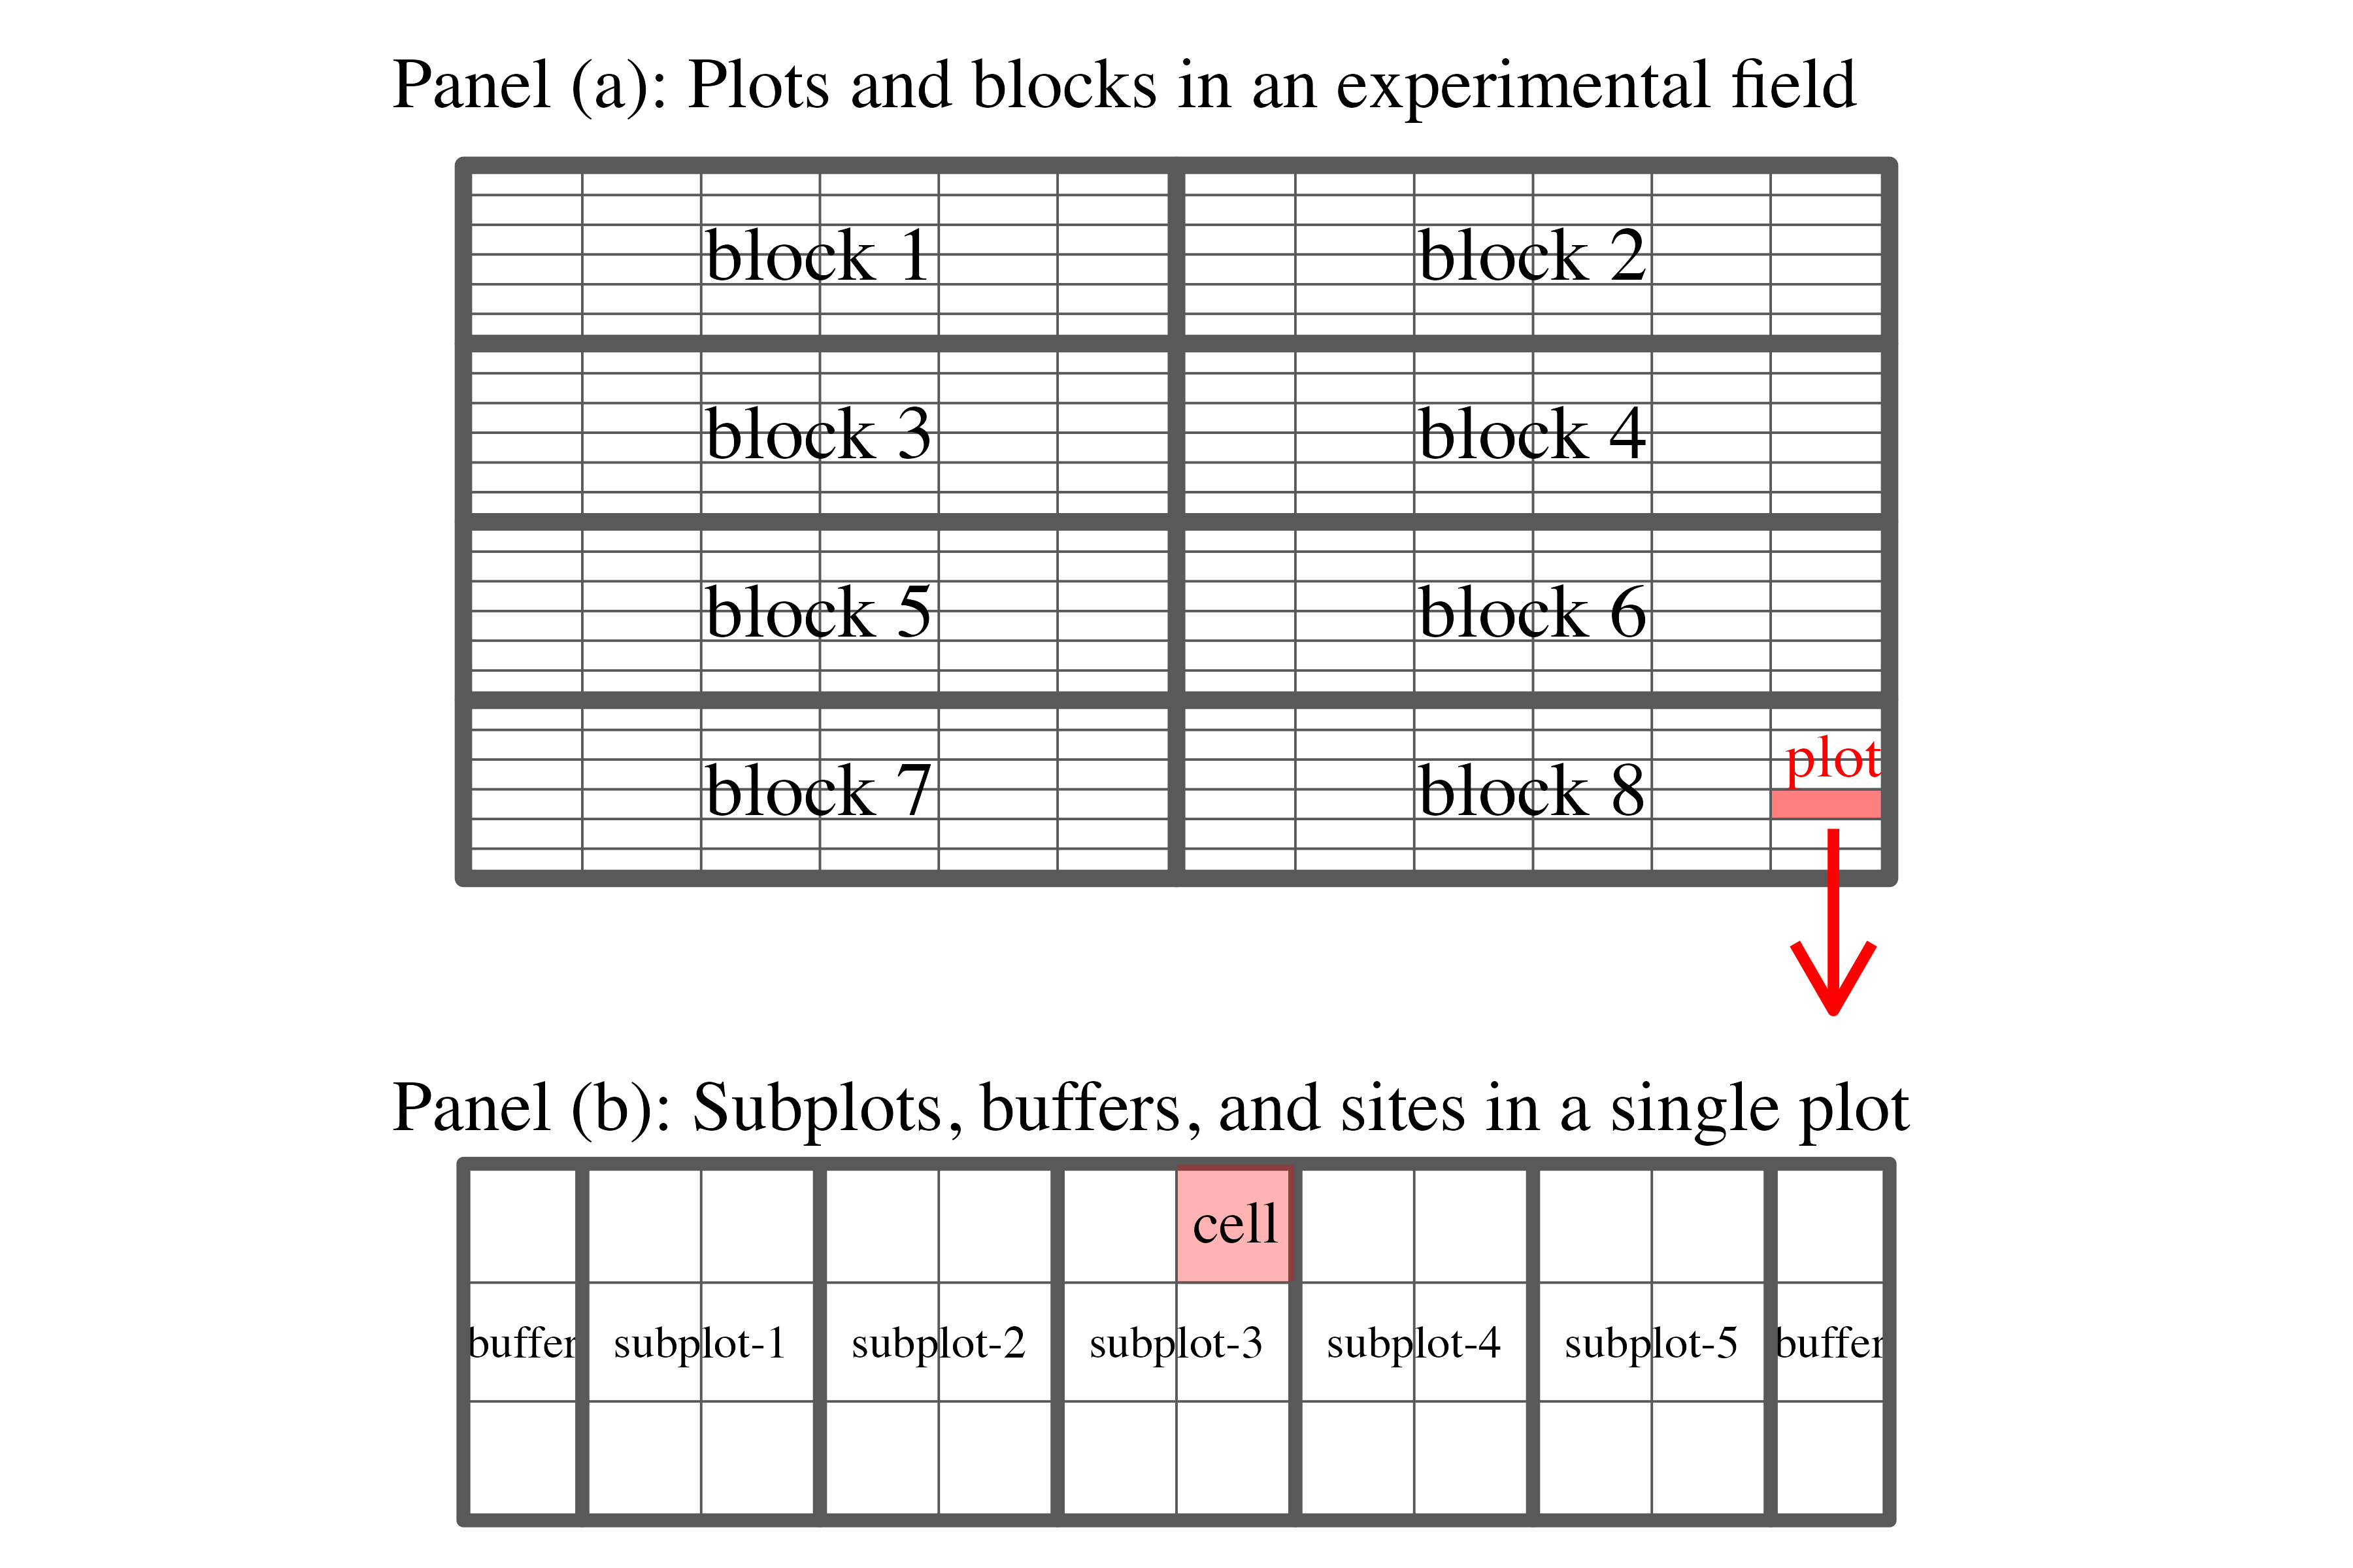 Panel (a): Plots and blocks in an experimental field
block 1
block 2
block 3
block 4
block 5
block 6
block 7
block 8
plot
Panel (b): Subplots, buffers, and sites in a single plot
cell
buffer
subplot-1
subplot-2
subplot-3
subplot-4
subplot-5
buffer